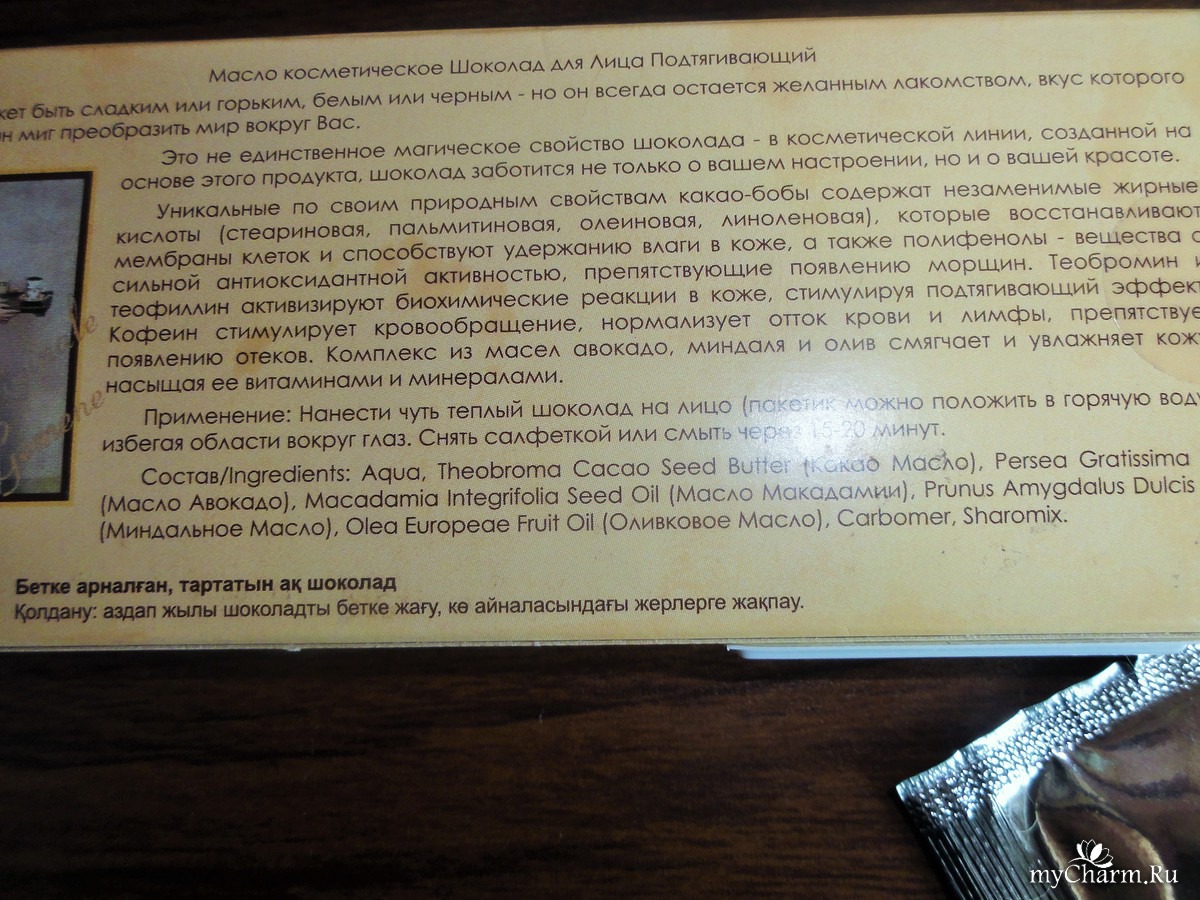 Масло косметическое Шоколад для Лица Подтягивающий
жет быть сладким или горьким, белым или черным - но он всегда остается желанным лакомством, вкус которого
ин миг преобразить мир вокруг Вас.
Это не единственное магическое свойство шоколада - в косметической линии, созданной на
основе этого продукта, шоколад заботится не только о вашем настроении, но и о вашей красоте.
Уникальные по своим природным свойствам какао-бобы содержат незаменимые жирные
кислоты (стеариновая, пальмитиновая, олеиновая, линоленовая), которые восстанавливают
мембраны клеток и способствуют удержанию влаги в коже, а также полифенолы - вещества с
сильной антиоксидантной активностью, препятствующие появлению морщин. Теобромин и
теофиллин активизируют биохимические реакции в коже, стимулируя подтягивающий эффект
Кофеин стимулирует кровообращение, нормализует отток крови и лимфы, препятствуе
появлению отеков. Комплекс из масел авокадо, миндаля и олив смягчает и увлажняет кож
насыщая ее витаминами и минералами.
Применение: Нанести чуть теплый шоколад на лицо (пакетик можно положить в горячую воду
избегая области вокруг глаз. Снять салфеткой или смыть через 15-20 минут.
Состав/Ingredients: Aqua, Theobroma Cacao Seed Butter (Какао Масло), Persea Gratissima
(Масло Авокадо), Macadamia Integrifolia Seed Oil (Масло Макадамии), Prunus Amygdalus Dulcis
(Миндальное Масло), Olea Europeae Fruit Oil (Оливковое Масло), Carbomer, Sharomix.
Бетке арналған, тартатын ақ шоколад
Қолдану: аздап жылы шоколадты бетке жағу, кө айналасындағы жерлерге жақпау.
myCharm.Ru